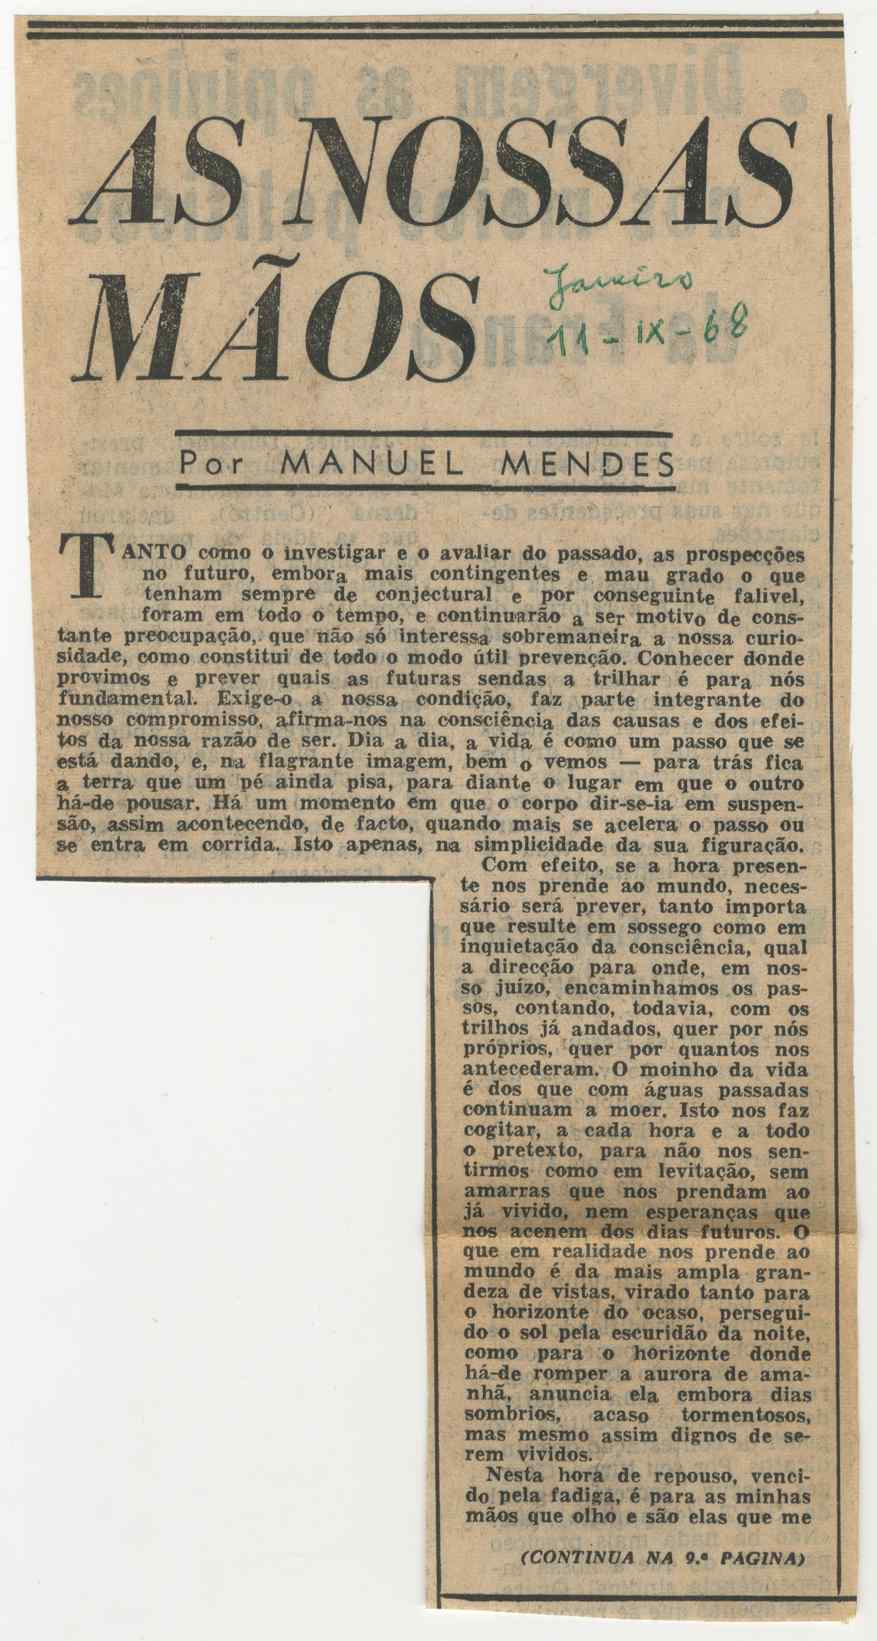 AS NOSSAS
MÃOS
Janeiro
11-IX-68
Por MANUEL MENDES
TANTO como o investigar e o avaliar do passado, as prospecções
no futuro, embora mais contingentes e mau grado o que
tenham sempre de conjectural e por conseguinte falivel,
foram em todo o tempo, e continuarão a ser motivo de cons-
tante preocupação, que não só interessa sobremaneira a nossa curio-
sidade, como constitui de todo o modo útil prevenção. Conhecer donde
provimos e prever quais as futuras sendas a trilhar é para nós
fundamental. Exige-o a nossa condição, faz parte integrante do
nosso compromisso, afirma-nos na consciência das causas e dos efei-
tos da nossa razão de ser. Dia a dia, a vida é como um passo que se
está dando, e, na flagrante imagem, bem o vemos — para trás fica
a terra que um pé ainda pisa, para diante o lugar em que o outro
há-de pousar. Há um momento em que o corpo dir-se-ia em suspen-
são, assim acontecendo, de facto, quando mais se acelera o passo ou
se entra em corrida. Isto apenas, na simplicidade da sua figuração.
Com efeito, se a hora presen-
te nos prende ao mundo, neces-
sário será prever, tanto importa
que resulte em sossego como em
inquietação da consciência, qual
a direcção para onde, em nos-
so juízo, encaminhamos os pas-
sos, contando, todavia, com os
trilhos já andados, quer por nós
próprios, quer por quantos nos
antecederam. O moinho da vida
é dos que com águas passadas
continuam a moer. Isto nos faz
cogitar, a cada hora e a todo
o pretexto, para não nos sen-
tirmos como em levitação, sem
amarras que nos prendam ao
já vivido, nem esperanças que
nos acenem dos dias futuros. O
que em realidade nos prende ao
mundo é da mais ampla gran-
deza de vistas, virado tanto para
o horizonte do ocaso, persegui-
do o sol pela escuridão da noite,
como para o horizonte donde
há-de romper a aurora de ama-
nhã, anuncia ela embora dias
sombrios, acaso tormentosos,
mas mesmo assim dignos de se-
rem vividos.
Nesta hora de repouso, venci-
do pela fadiga, é para as minhas
mãos que olho e são elas que me
(CONTINUA NA 9.ª PAGINA)